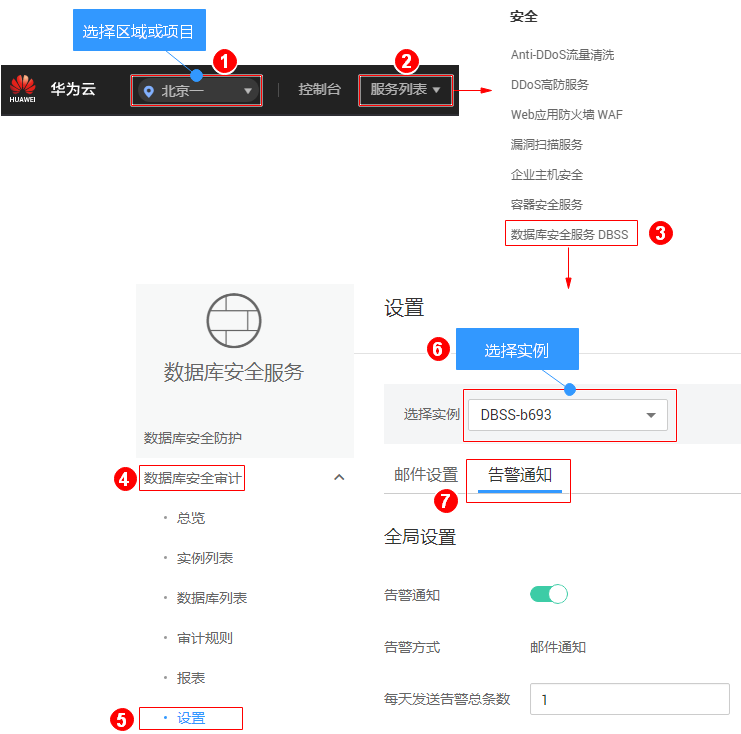 选择区域或项目
1
2
HUAWEI
华为云
北京一
控制台
服务列表
安全
Anti-DDoS流量清洗
DDoS高防服务
Web应用防火墙 WAF
漏洞扫描服务
企业主机安全
容器安全服务
数据库安全服务 DBSS
3
数据库安全服务
数据库安全防护
4
数据库安全审计
总览
实例列表
数据库列表
审计规则
报表
5
设置
设置
6
选择实例
选择实例
DBSS-b693
邮件设置
告警通知
7
全局设置
告警通知
告警方式
邮件通知
每天发送告警总条数
1